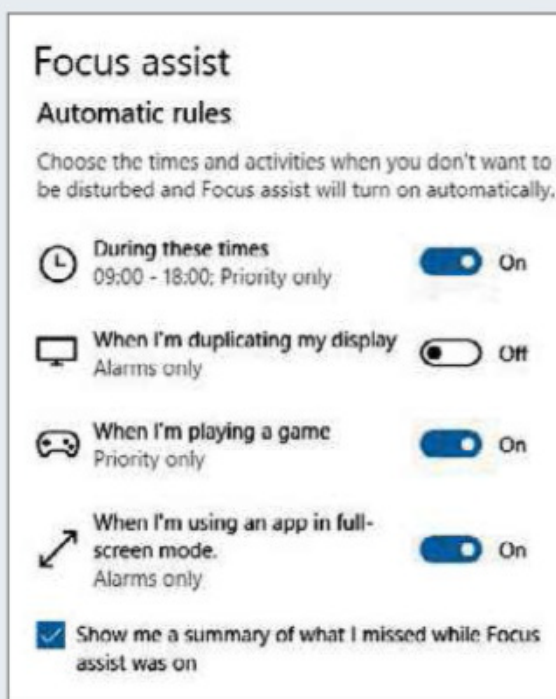 Focus assist
Automatic rules
Choose the times and activities when you don't want to
be disturbed and Focus assist will turn on automatically.
During these times
09:00 - 18:00; Priority only
On
When I'm duplicating my display
Alarms only
Off
When I'm playing a game
Priority only
On
When I'm using an app in full-
screen mode.
Alarms only
On
Show me a summary of what I missed while Focus
assist was on